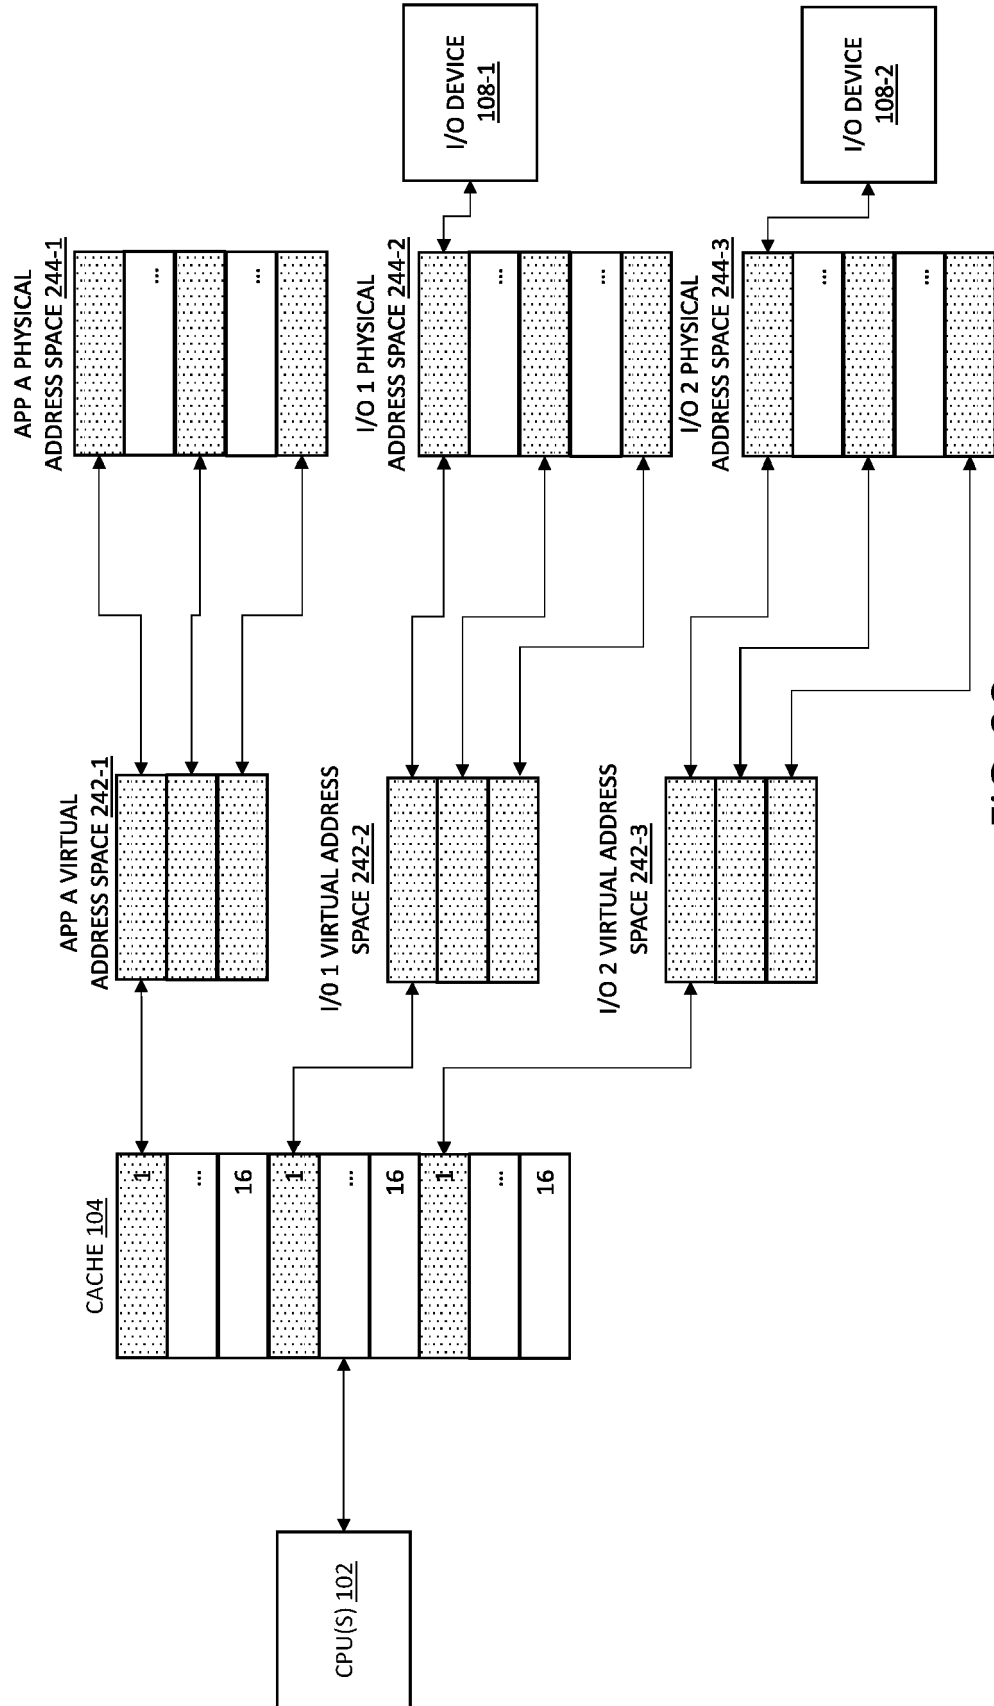 CPU(S) 102
CACHE 104
1
...
16
1
...
16
1
...
16
APP A VIRTUAL
ADDRESS SPACE 242-1
I/0 1 VIRTUAL ADDRESS
SPACE 242-2
I/O 2 VIRTUAL ADDRESS
SPACE 242-3
APP A PHYSICAL
ADDRESS SPACE 244-1
...
...
I/O 1 PHYSICAL
ADDRESS SPACE 244-2
...
...
I/O 2 PHYSICAL
ADDRESS SPACE 244-3
...
...
I/O DEVICE
108-1
I/O DEVICE
108-2